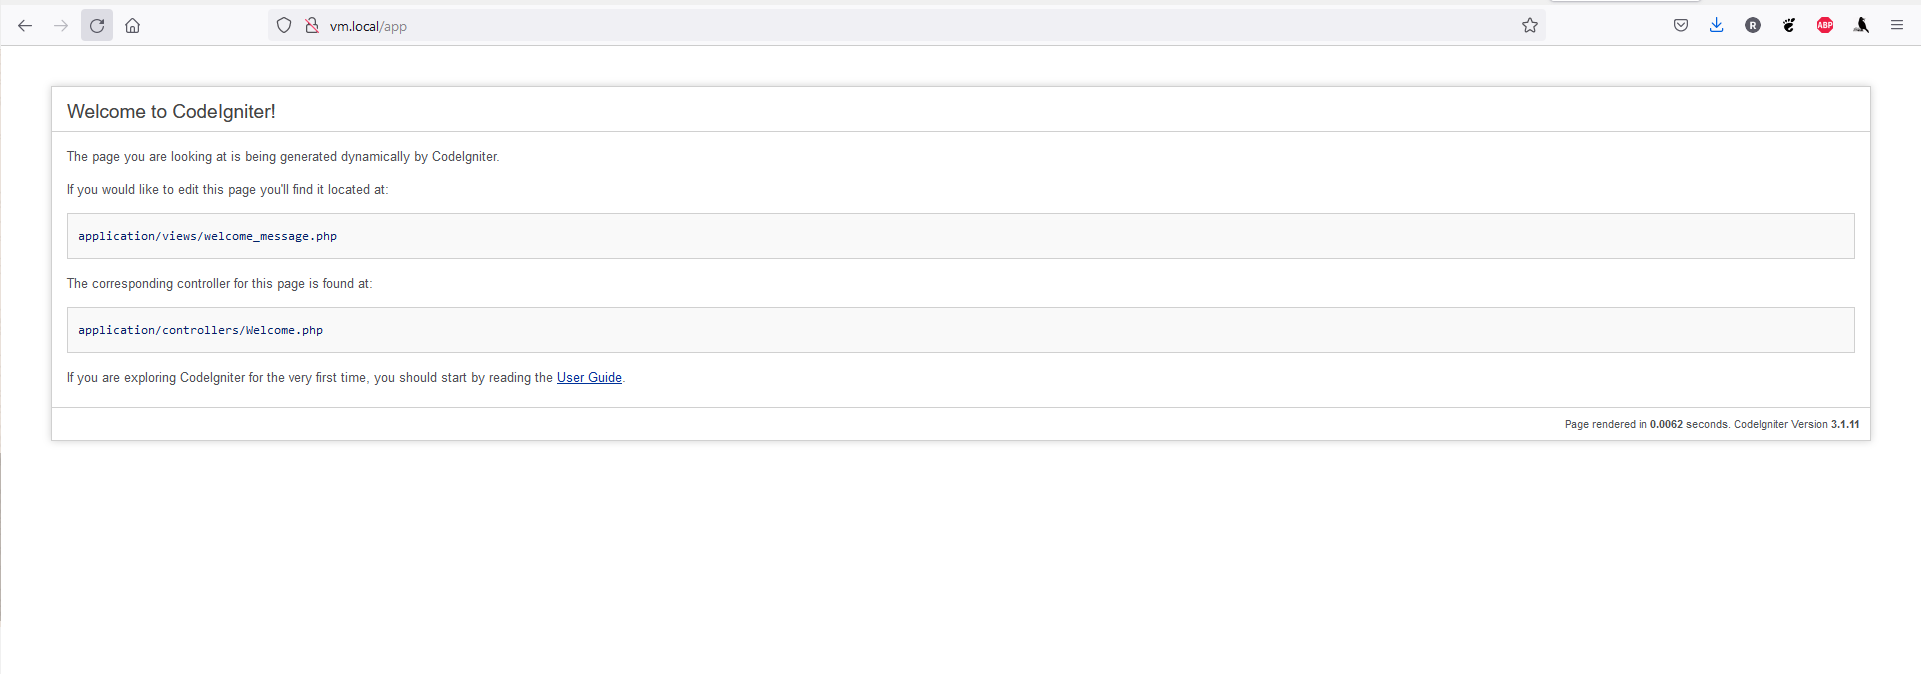 vm.local/app
R
ABP
Welcome to CodeIgniter!
The page you are looking at is being generated dynamically by CodeIgniter.
If you would like to edit this page you'll find it located at:
application/views/welcome_message.php
The corresponding controller for this page is found at:
application/controllers/Welcome.php
If you are exploring CodeIgniter for the very first time, you should start by reading the User Guide.
Page rendered in 0.0062 seconds. CodeIgniter Version 3.1.11